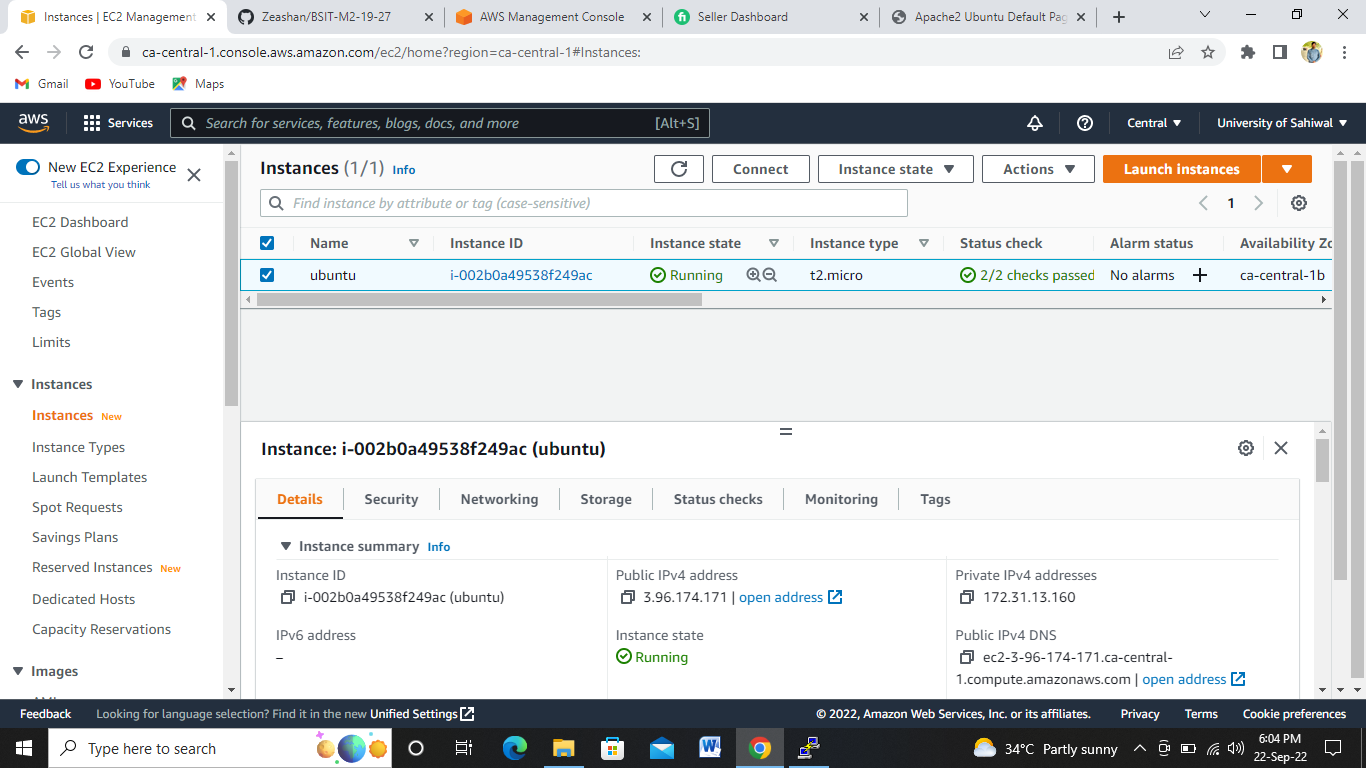 Instances | EC2 Management
Zeashan/BSIT-M2-19-27
AWS Management Console
Seller Dashboard
Apache2 Ubuntu Default Pag
ca-central-1.console.aws.amazon.com/ec2/home?region=ca-central-1#Instances:
Gmail
YouTube
Maps
aws
Services
Search for services, features, blogs, docs, and more
[Alt+S]
Central
University of Sahiwal
New EC2 Experience
Tell us what you think
EC2 Dashboard
EC2 Global View
Events
Tags
Limits
Instances
Instances New
Instance Types
Launch Templates
Spot Requests
Savings Plans
Reserved Instances New
Dedicated Hosts
Capacity Reservations
Images
Instances (1/1) Info
Connect
Instance state
Actions
Launch instances
Find instance by attribute or tag (case-sensitive)
1
Name
Instance ID
Instance state
Instance type
Status check
Alarm status
Availability Zo
ubuntu
i-002b0a49538f249ac
Running
t2.micro
2/2 checks passed
No alarms
ca-central-1b
Instance: i-002b0a49538f249ac (ubuntu)
Details
Security
Networking
Storage
Status checks
Monitoring
Tags
Instance summary Info
Instance ID
i-002b0a49538f249ac (ubuntu)
Public IPv4 address
3.96.174.171 | open address
Private IPv4 addresses
172.31.13.160
IPv6 address
–
Instance state
Running
Public IPv4 DNS
ec2-3-96-174-171.ca-central-
1.compute.amazonaws.com | open address
Feedback
Looking for language selection? Find it in the new Unified Settings
© 2022, Amazon Web Services, Inc. or its affiliates.
Privacy
Terms
Cookie preferences
Type here to search
34°C Partly sunny
6:04 PM
22-Sep-22